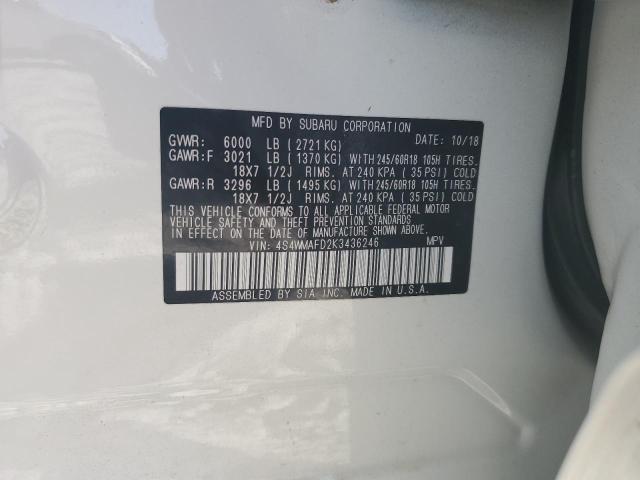 MFD BY SUBARU CORPORATION
DATE: 10/18
GVWR: 6000 LB ( 2721 KG)
GAWR:F 3021 LB ( 1370 KG) WITH 245/60R18 105H TIRES.
18X7 1/2J RIMS. AT 240 KPA ( 35 PSI) COLD
GAWR:R 3296 LB ( 1495 KG) WITH 245/60R18 105H TIRES.
18X7 1/2J RIMS. AT 240 KPA ( 35 PSI) COLD
THIS VEHICLE CONFORMS TO ALL APPLICABLE FEDERAL MOTOR
VEHICLE SAFETY AND THEFT PREVENTION STANDARDS
IN EFFECT ON THE DATE OF MANUFACTURE SHOWN ABOVE.
VIN: 4S4WMAFD2K3436246 MPV
ASSEMBLED BY SIA INC. MADE IN U.S.A.